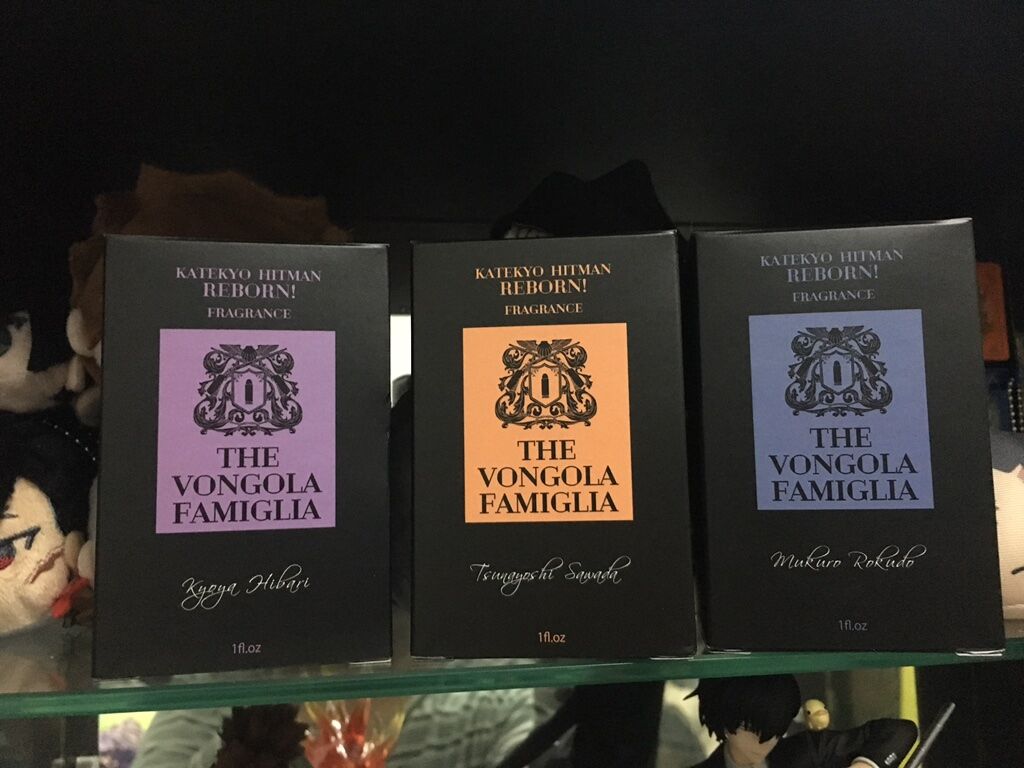 KATEKYO HITMAN
REBORN!
FRAGRANCE
THE
VONGOLA
FAMIGLIA
Kyoya Hibari
1fl.oz
KATEKYO HITMAN
REBORN!
FRAGRANCE
THE
VONGOLA
FAMIGLIA
Tsunayoshi Sawada
1fl.oz
KATEKYO HITMAN
REBORN!
FRAGRANCE
THE
VONGOLA
FAMIGLIA
Mukuro Rokudo
1fl.oz